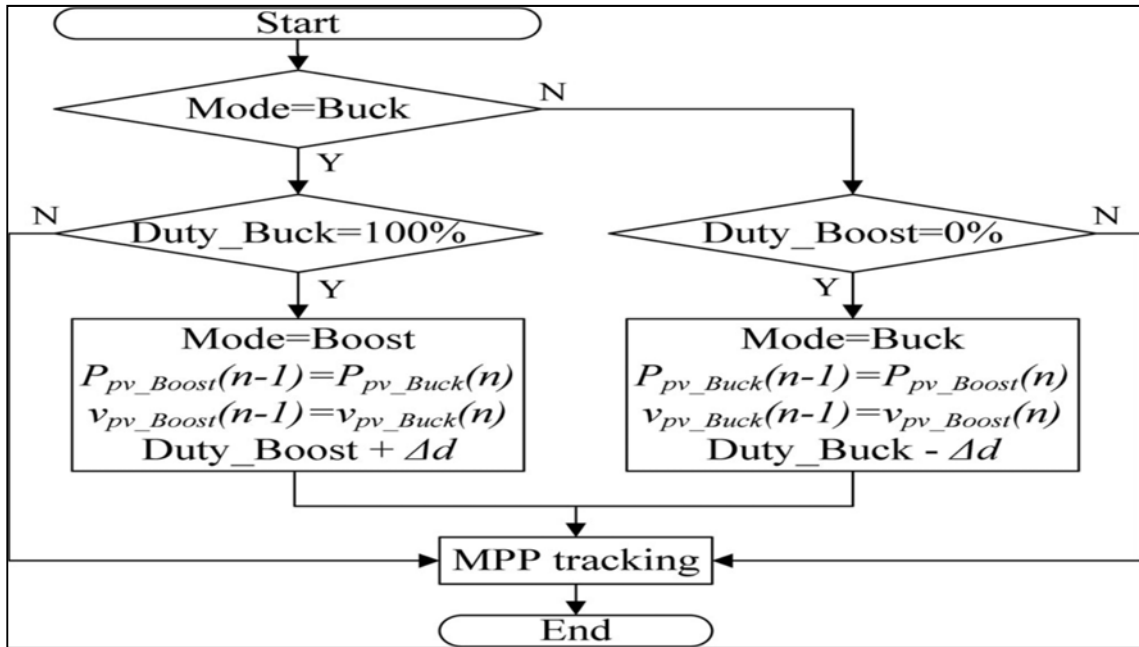 Start
Mode=Buck
N
Y
N
Duty_Buck=100%
Duty_Boost=0%
N
Y
Y
Mode=Boost
P_pv_Boost(n-1)=P_pv_Buck(n)
v_pv_Boost(n-1)=v_pv_Buck(n)
Duty_Boost + Δd
Mode=Buck
P_pv_Buck(n-1)=P_pv_Boost(n)
v_pv_Buck(n-1)=v_pv_Boost(n)
Duty_Buck - Δd
MPP tracking
End